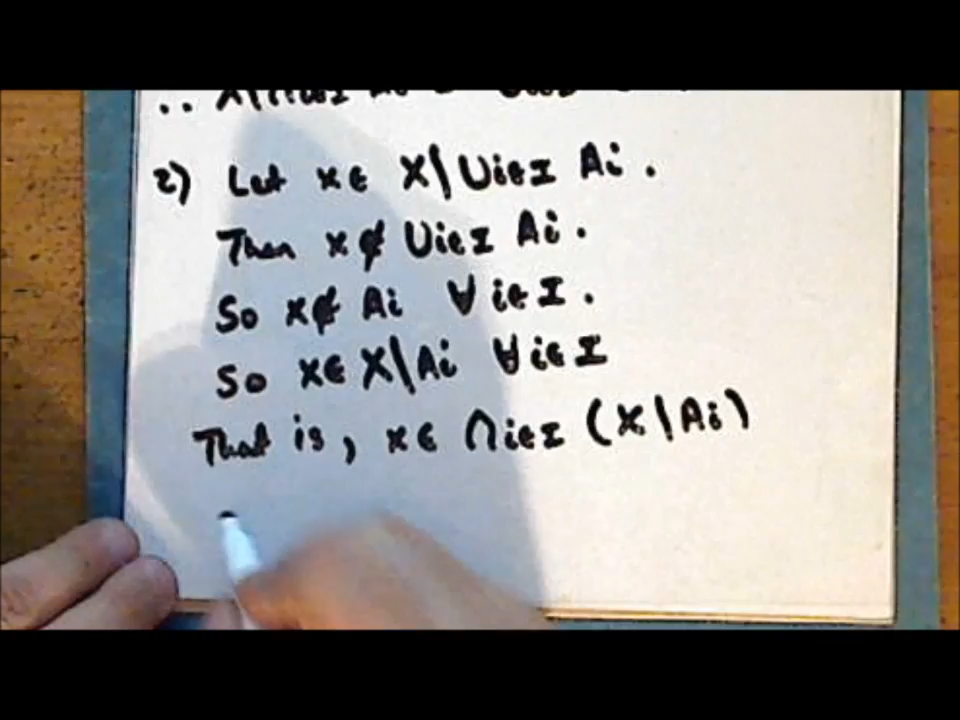 2) Let x ∈ X\∪i∈I Ai.
Then x ∉ ∪i∈I Ai.
So x ∉ Ai ∀ i∈I.
So x∈ X\Ai ∀i∈I
That is, x∈ ∩i∈I (X\Ai)